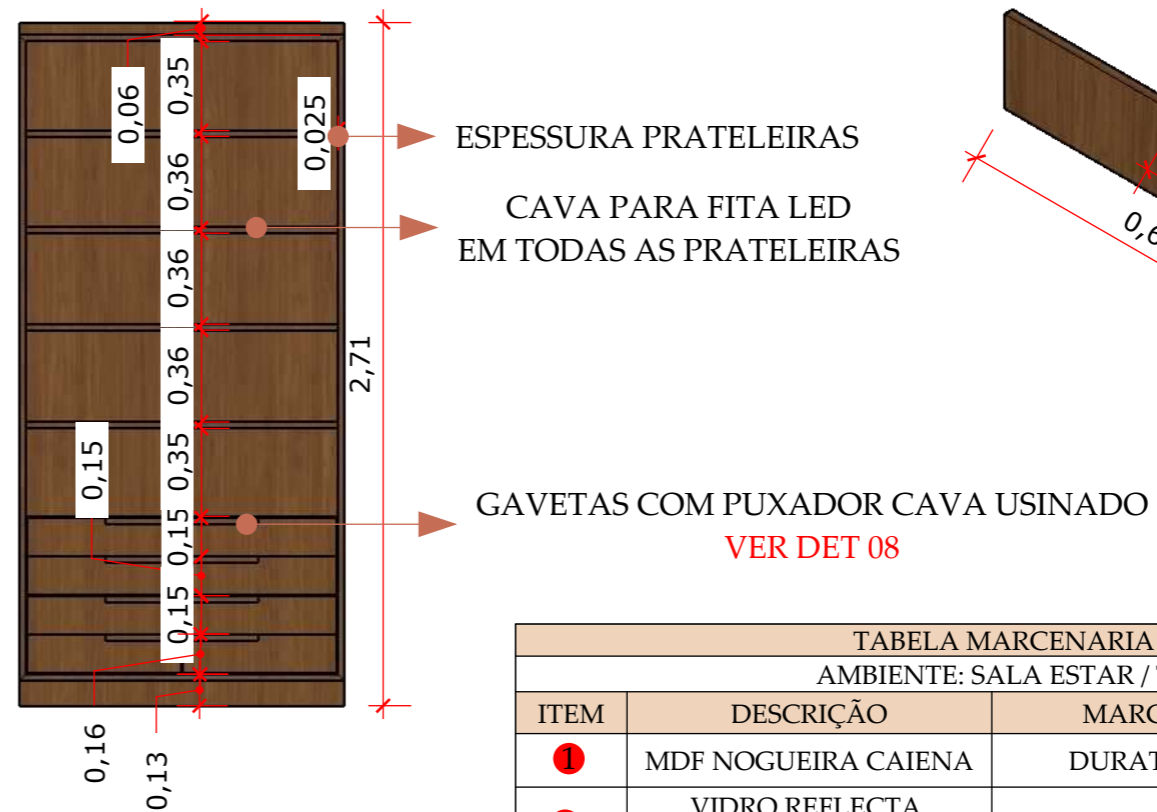 0,06
0,35
0,025
0,36
0,36
0,36
0,35
0,15
0,15
0,15
0,16
0,13
2,71
ESPESSURA PRATELEIRAS
CAVA PARA FITA LED
EM TODAS AS PRATELEIRAS
GAVETAS COM PUXADOR CAVA USINADO
VER DET 08
TABELA MARCENARIA
AMBIENTE: SALA ESTAR /
ITEM DESCRIÇÃO
1 MDF NOGUEIRA CAIENA
VIDRO REFLECTA